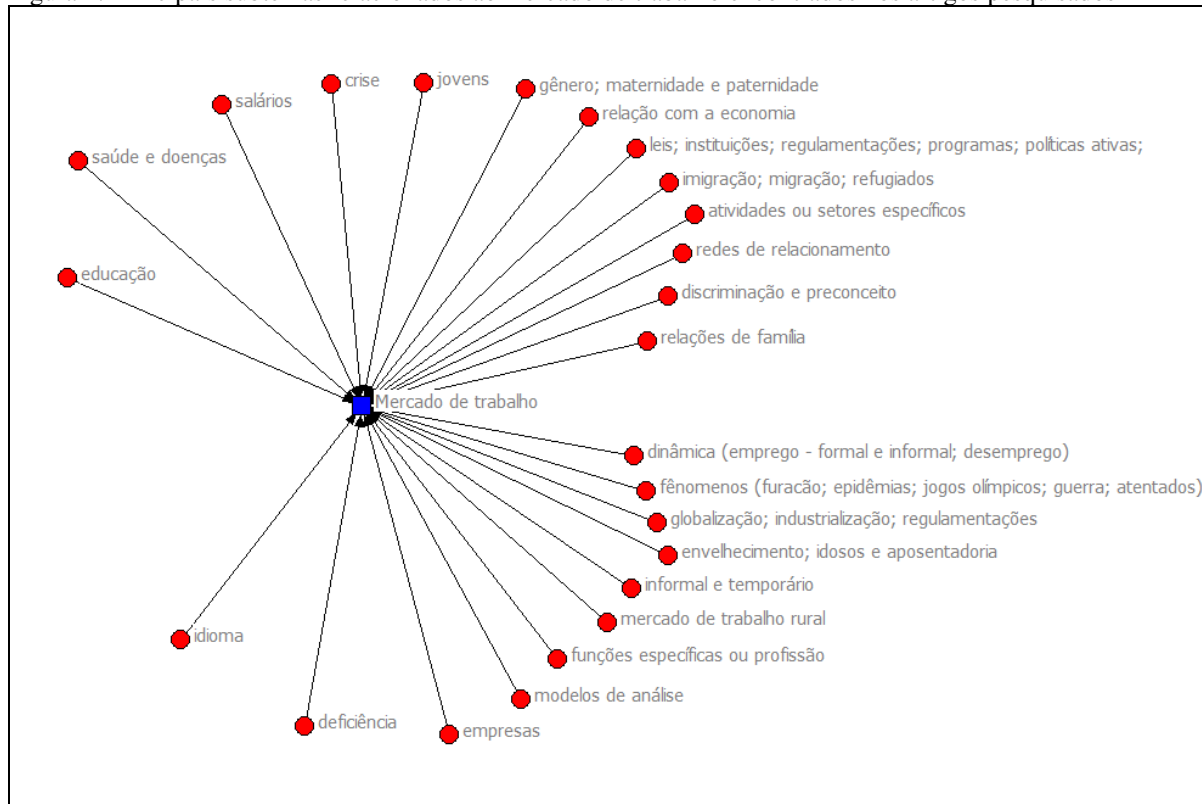 crise
jovens
gênero; maternidade e paternidade
salários
relação com a economia
leis; instituições; regulamentações; programas; políticas ativas;
saúde e doenças
imigração; migração; refugiados
atividades ou setores específicos
redes de relacionamento
educação
discriminação e preconceito
relações de família
Mercado de trabalho
dinâmica (emprego - formal e informal; desemprego)
fênomenos (furacão; epidêmias; jogos olímpicos; guerra; atentados)
globalização; industrialização; regulamentações
envelhecimento; idosos e aposentadoria
informal e temporário
mercado de trabalho rural
idioma
funções específicas ou profissão
modelos de análise
deficiência
empresas